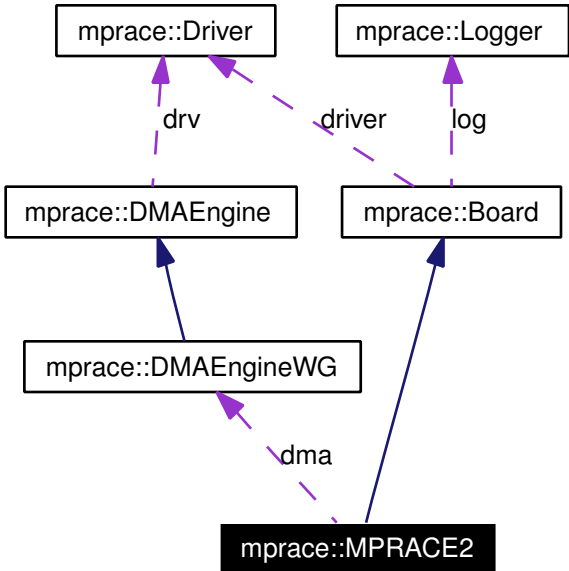 mprace::Driver
mprace::Logger
drv
driver
log
mprace::DMAEngine
mprace::Board
mprace::DMAEngineWG
dma
mprace::MPRACE2